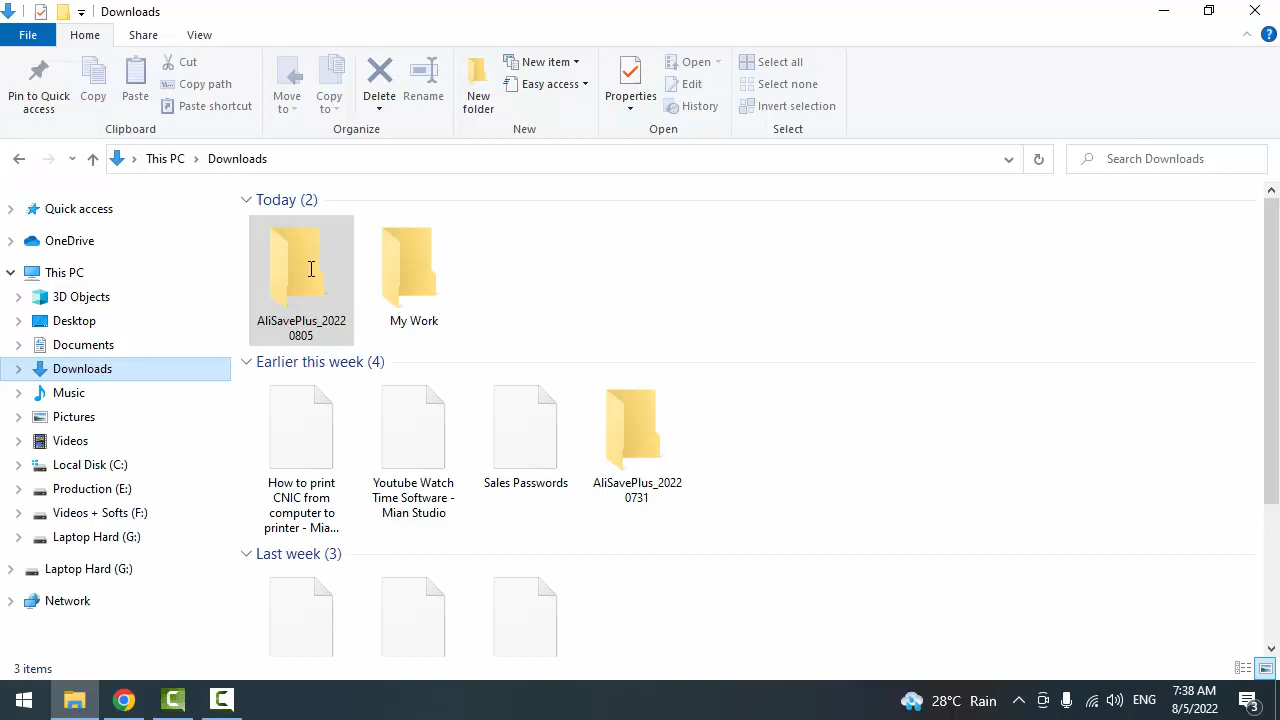 Downloads
File
Home
Share
View
Pin to Quick access
Copy
Paste
Cut
Copy path
Paste shortcut
Clipboard
Move to
Copy to
Delete
Rename
Organize
New folder
New item
Easy access
New
Properties
Open
Edit
History
Open
Select all
Select none
Invert selection
Select
This PC
Downloads
Search Downloads
Quick access
OneDrive
This PC
3D Objects
Desktop
Documents
Downloads
Music
Pictures
Videos
Local Disk (C:)
Production (E:)
Videos + Softs (F:)
Laptop Hard (G:)
Laptop Hard (G:)
Network
Today (2)
AliSavePlus_2022
0805
My Work
Earlier this week (4)
How to print
CNIC from
computer to
printer - Mia...
Youtube Watch
Time Software -
Mian Studio
Sales Passwords
AliSavePlus_2022
0731
Last week (3)
3 items
28°C Rain
ENG
7:38 AM
8/5/2022
3